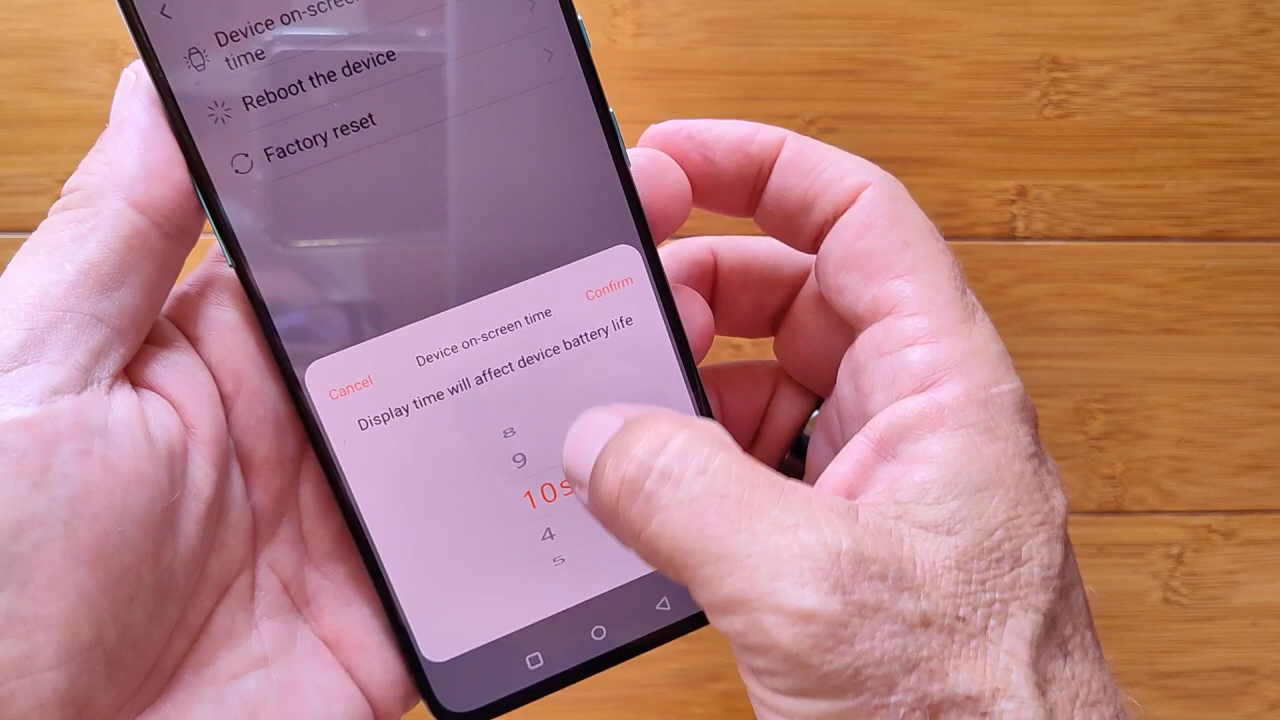 Device on-screen
time
Reboot the device
Factory reset
Cancel
Device on-screen time
Confirm
Display time will affect device battery life
8
9
10s
4
5